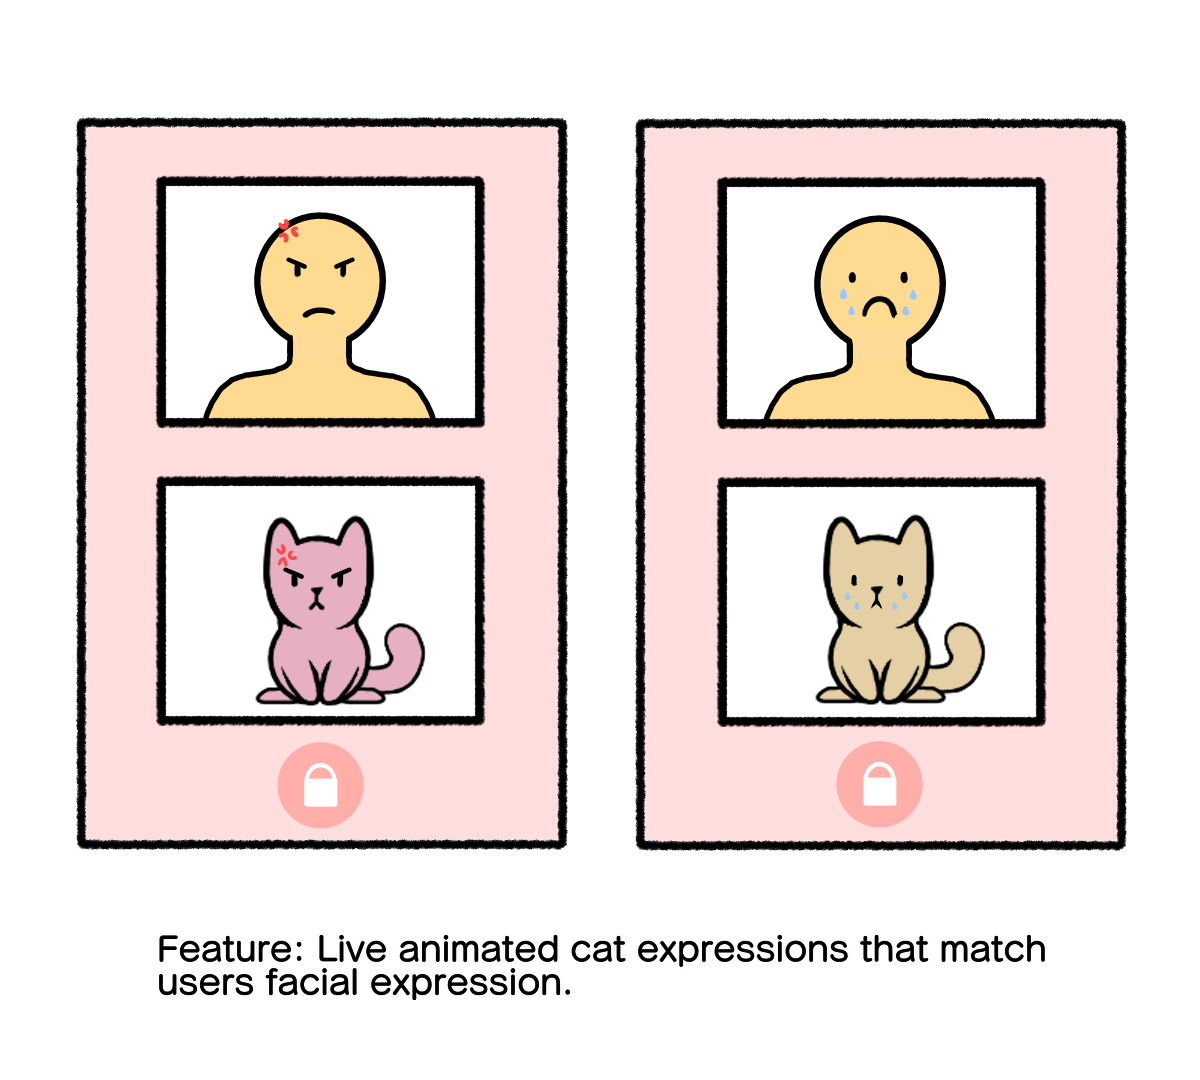 Feature: Live animated cat expressions that match
users facial expression.